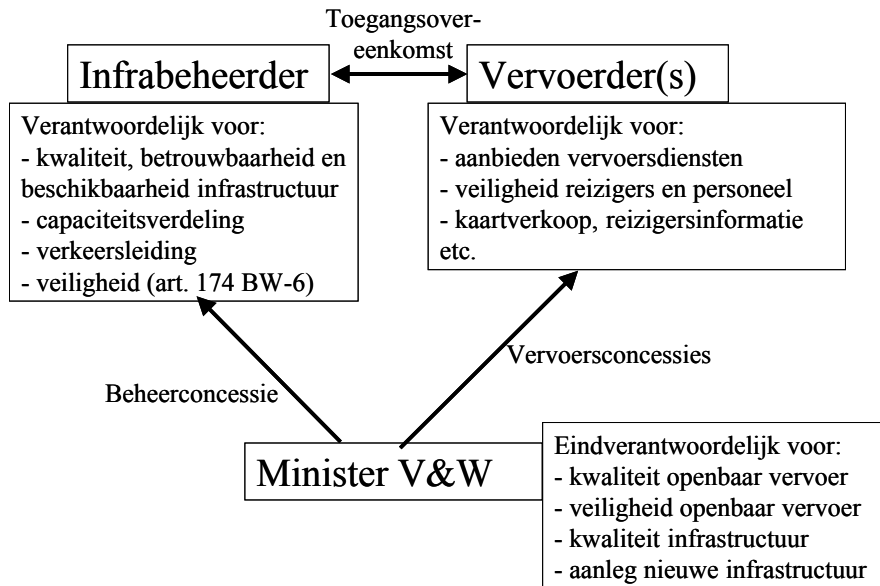 Toegangsover-
eenkomst
Infrabeheerder
Vervoerder(s)
Verantwoordelijk voor:
- kwaliteit, betrouwbaarheid en
beschikbaarheid infrastructuur
- capaciteitsverdeling
- verkeersleiding
- veiligheid (art. 174 BW-6)
Verantwoordelijk voor:
- aanbieden vervoersdiensten
- veiligheid reizigers en personeel
- kaartverkoop, reizigersinformatie
etc.
Vervoersconcessies
Beheerconcessie
Minister V&W
Eindverantwoordelijk voor:
- kwaliteit openbaar vervoer
- veiligheid openbaar vervoer
- kwaliteit infrastructuur
- aanleg nieuwe infrastructuur